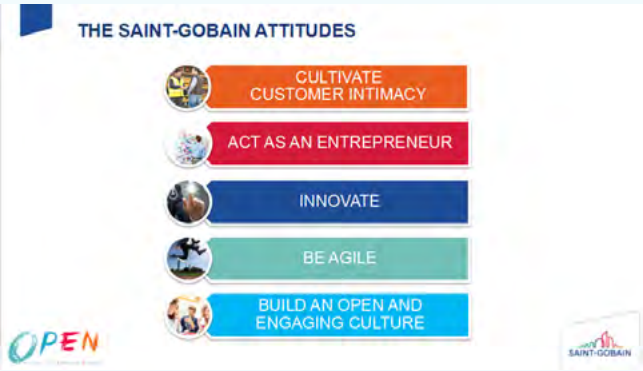 THE SAINT-GOBAIN ATTITUDES
CULTIVATE
CUSTOMER INTIMACY
ACT AS AN ENTREPRENEUR
INNOVATE
BE AGILE
BUILD AN OPEN AND
ENGAGING CULTURE
OPEN
SAINT-GOBAIN